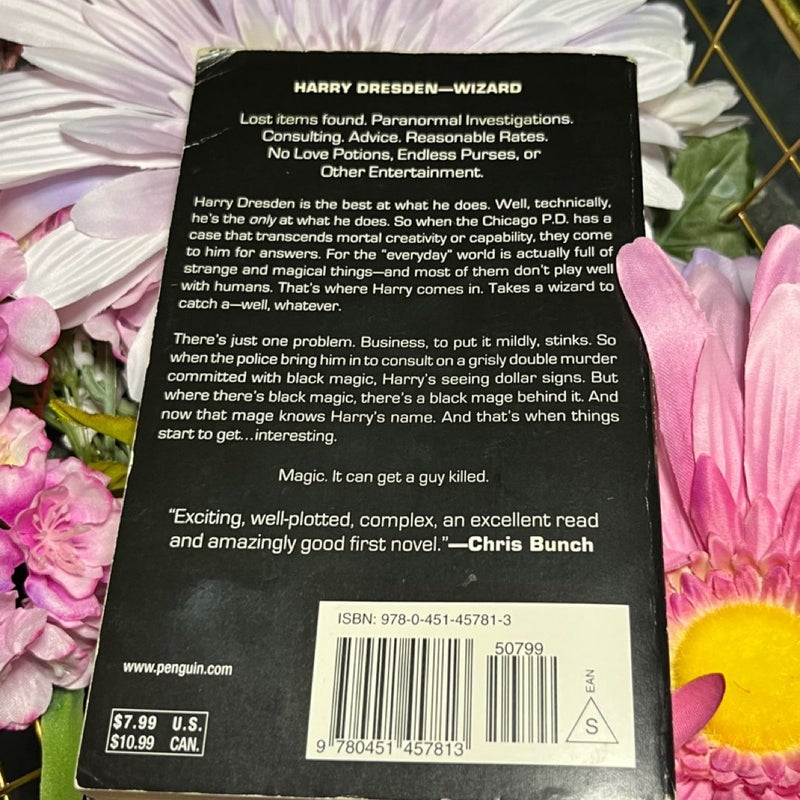 HARRY DRESDEN—WIZARD
Lost items found. Paranormal Investigations.
Consulting. Advice. Reasonable Rates.
No Love Potions, Endless Purses, or
Other Entertainment.
Harry Dresden is the best at what he does. Well, technically,
he's the only at what he does. So when the Chicago P.D. has a
case that transcends mortal creativity or capability, they come
to him for answers. For the "everyday" world is actually full of
strange and magical things—and most of them don't play well
with humans. That's where Harry comes in. Takes a wizard to
catch a—well, whatever.
There's just one problem. Business, to put it mildly, stinks. So
when the police bring him in to consult on a grisly double murder
committed with black magic, Harry's seeing dollar signs. But
where there's black magic, there's a black mage behind it. And
now that mage knows Harry's name. And that's when things
start to get...interesting.
Magic. It can get a guy killed.
"Exciting, well-plotted, complex, an excellent read
and amazingly good first novel."—Chris Bunch
ISBN: 978-0-451-45781-3
50799
EAN
S
9 780451 457813
www.penguin.com
$7.99 U.S.
$10.99 CAN.